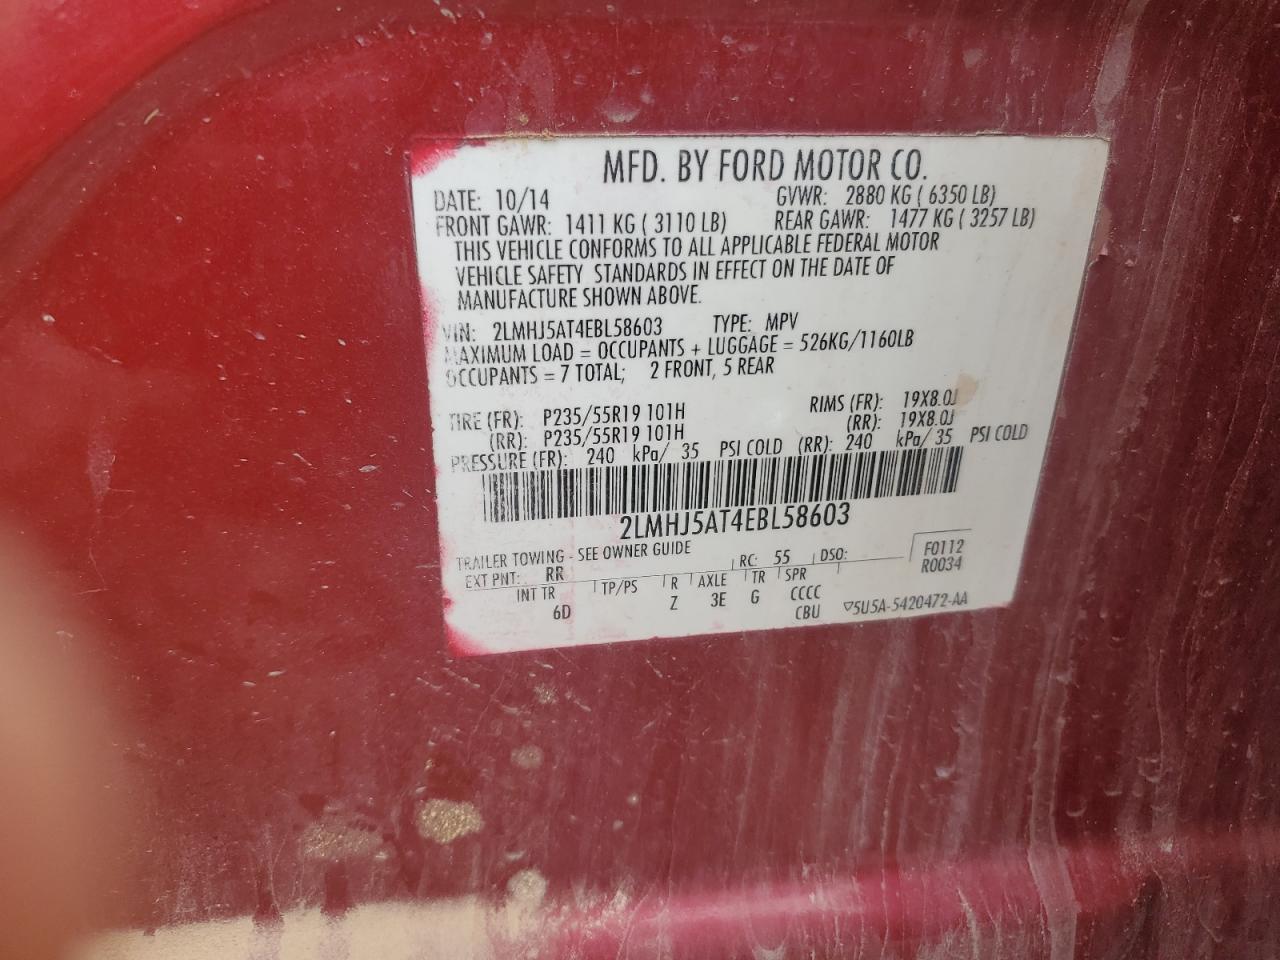 MFD. BY FORD MOTOR CO.
DATE: 10/14 GVWR: 2880 KG ( 6350 LB)
FRONT GAWR: 1411 KG ( 3110 LB) REAR GAWR: 1477 KG ( 3257 LB)
THIS VEHICLE CONFORMS TO ALL APPLICABLE FEDERAL MOTOR
VEHICLE SAFETY STANDARDS IN EFFECT ON THE DATE OF
MANUFACTURE SHOWN ABOVE.
VIN: 2LMHJ5AT4EBL58603 TYPE: MPV
MAXIMUM LOAD = OCCUPANTS + LUGGAGE = 526KG/1160LB
OCCUPANTS = 7 TOTAL; 2 FRONT, 5 REAR
TIRE (FR): P235/55R19 101H RIMS (FR): 19X8.0J
(RR): P235/55R19 101H (RR): 19X8.0J
PRESSURE (FR): 240 kPa/ 35 PSI COLD (RR): 240 kPa/ 35 PSI COLD
2LMHJ5AT4EBL58603
TRAILER TOWING - SEE OWNER GUIDE
EXT PNT: RR RC: 55 DSO: F0112
R0034
INT TR TP/PS R AXLE TR SPR
6D Z 3E G CCCC
CBU ▽5U5A-5420472-AA